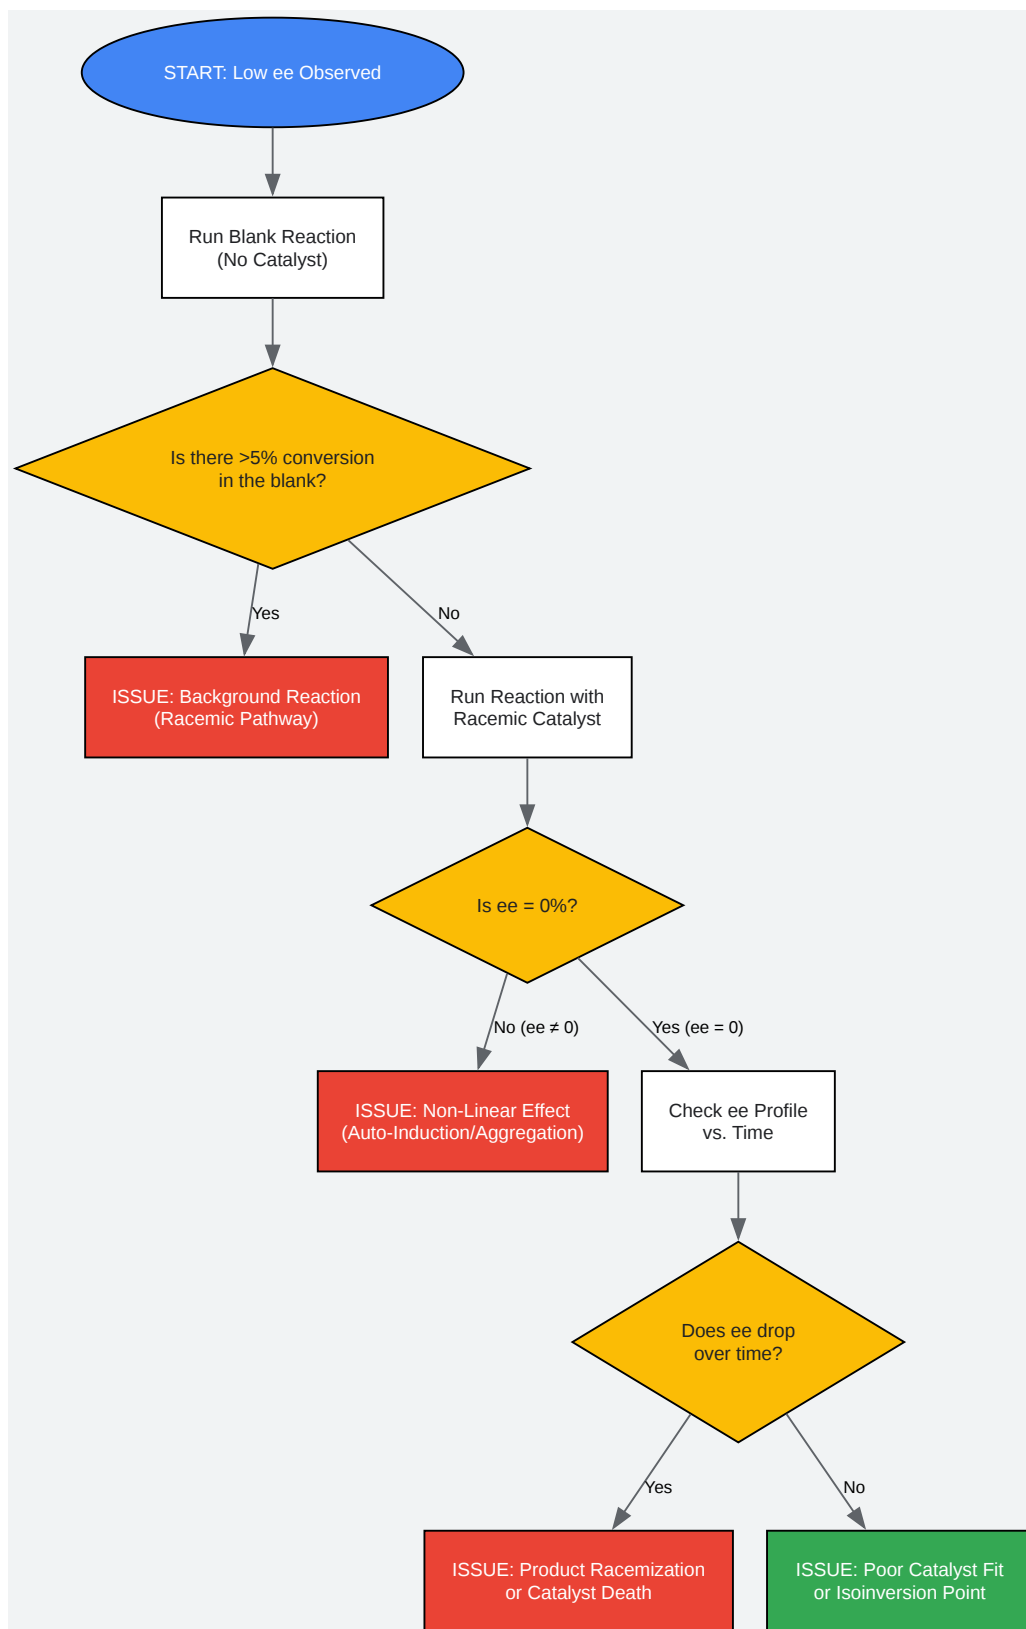 START: Low ee Observed
Run Blank Reaction
(No Catalyst)
Is there >5% conversion
in the blank?
Yes
No
ISSUE: Background Reaction
(Racemic Pathway)
Run Reaction with
Racemic Catalyst
Is ee = 0%?
No (ee ≠ 0)
Yes (ee = 0)
ISSUE: Non-Linear Effect
(Auto-Induction/Aggregation)
Check ee Profile
vs. Time
Does ee drop
over time?
Yes
No
ISSUE: Product Racemization
or Catalyst Death
ISSUE: Poor Catalyst Fit
or Isoinversion Point